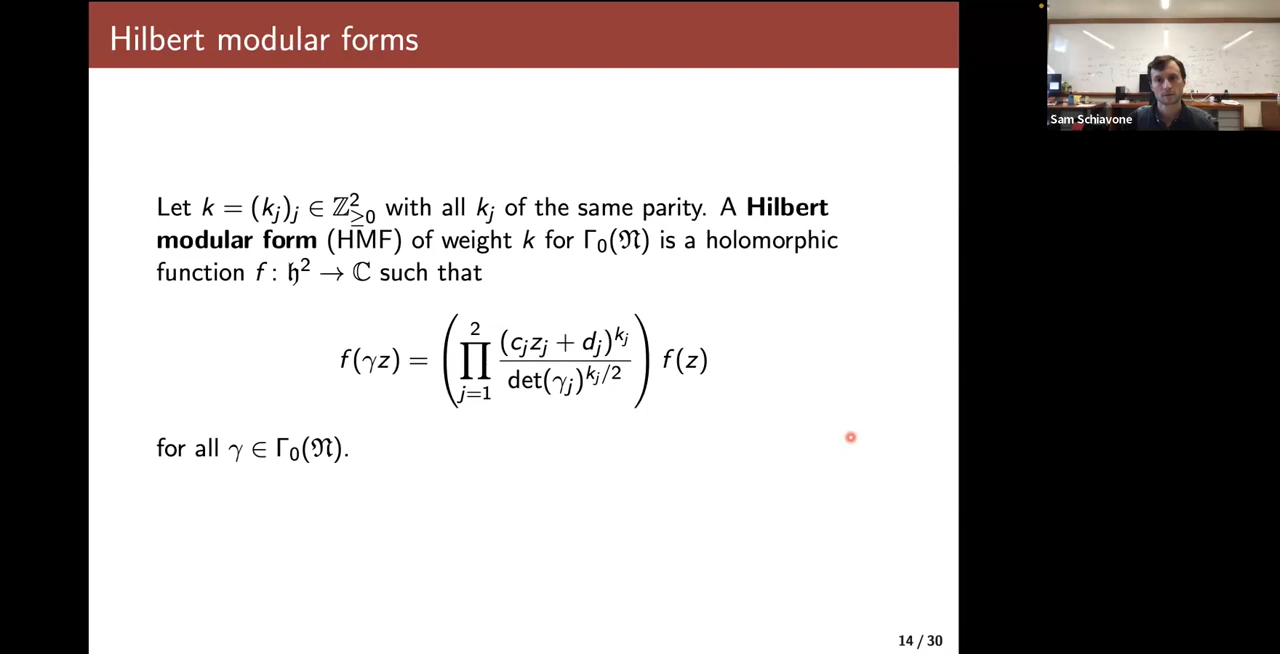 Hilbert modular forms
Sam Schiavone
Let k = (k_j)_j ∈ ℤ²_{≥0} with all k_j of the same parity. A Hilbert
modular form (HMF) of weight k for Γ₀(𝔑) is a holomorphic
function f : 𝔥² → ℂ such that
f(γz) = ( ∏_{j=1}^{2} (c_j z_j + d_j)^{k_j} / det(γ_j)^{k_j/2} ) f(z)
for all γ ∈ Γ₀(𝔑).
14 / 30